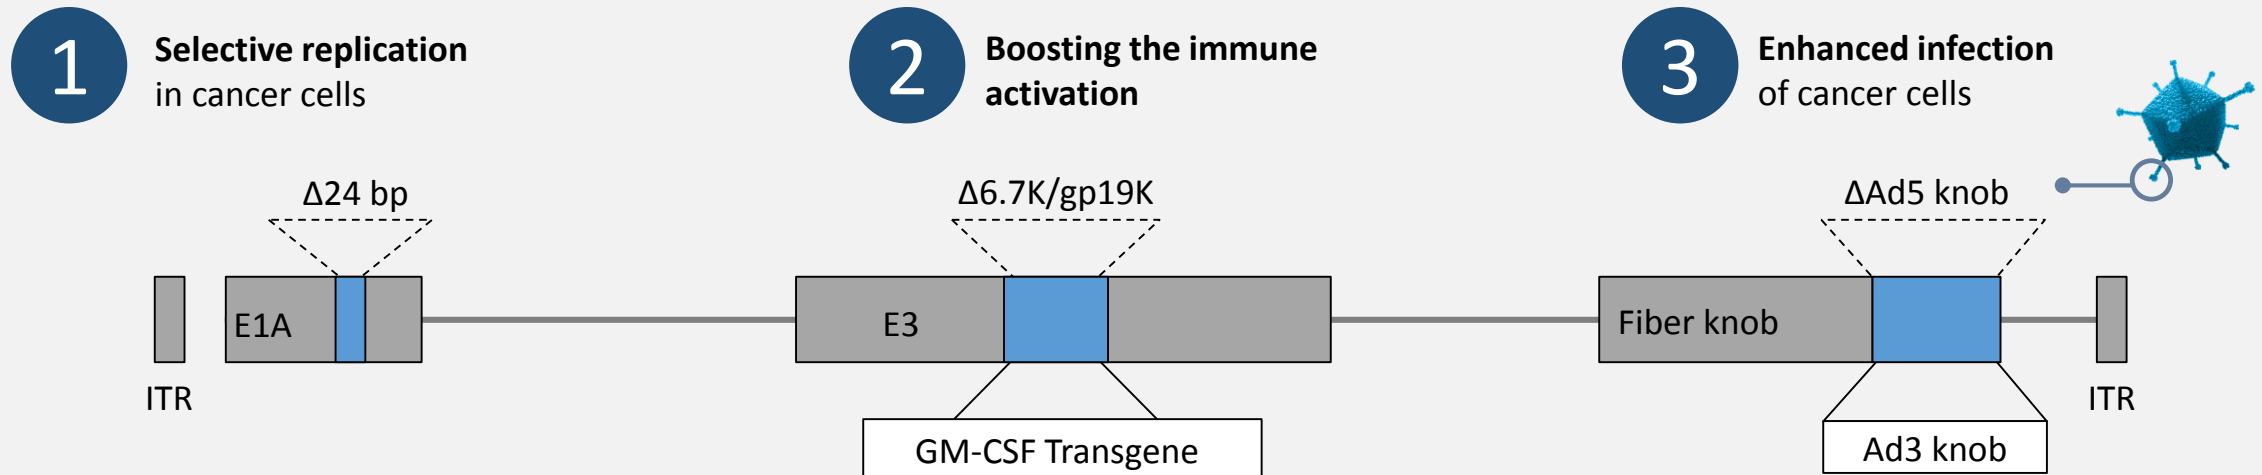 1
Selective replication
in cancer cells
2
Boosting the immune
activation
3
Enhanced infection
of cancer cells
Δ24 bp
Δ6.7K/gp19K
ΔAd5 knob
E1A
E3
Fiber knob
ITR
ITR
GM-CSF Transgene
Ad3 knob